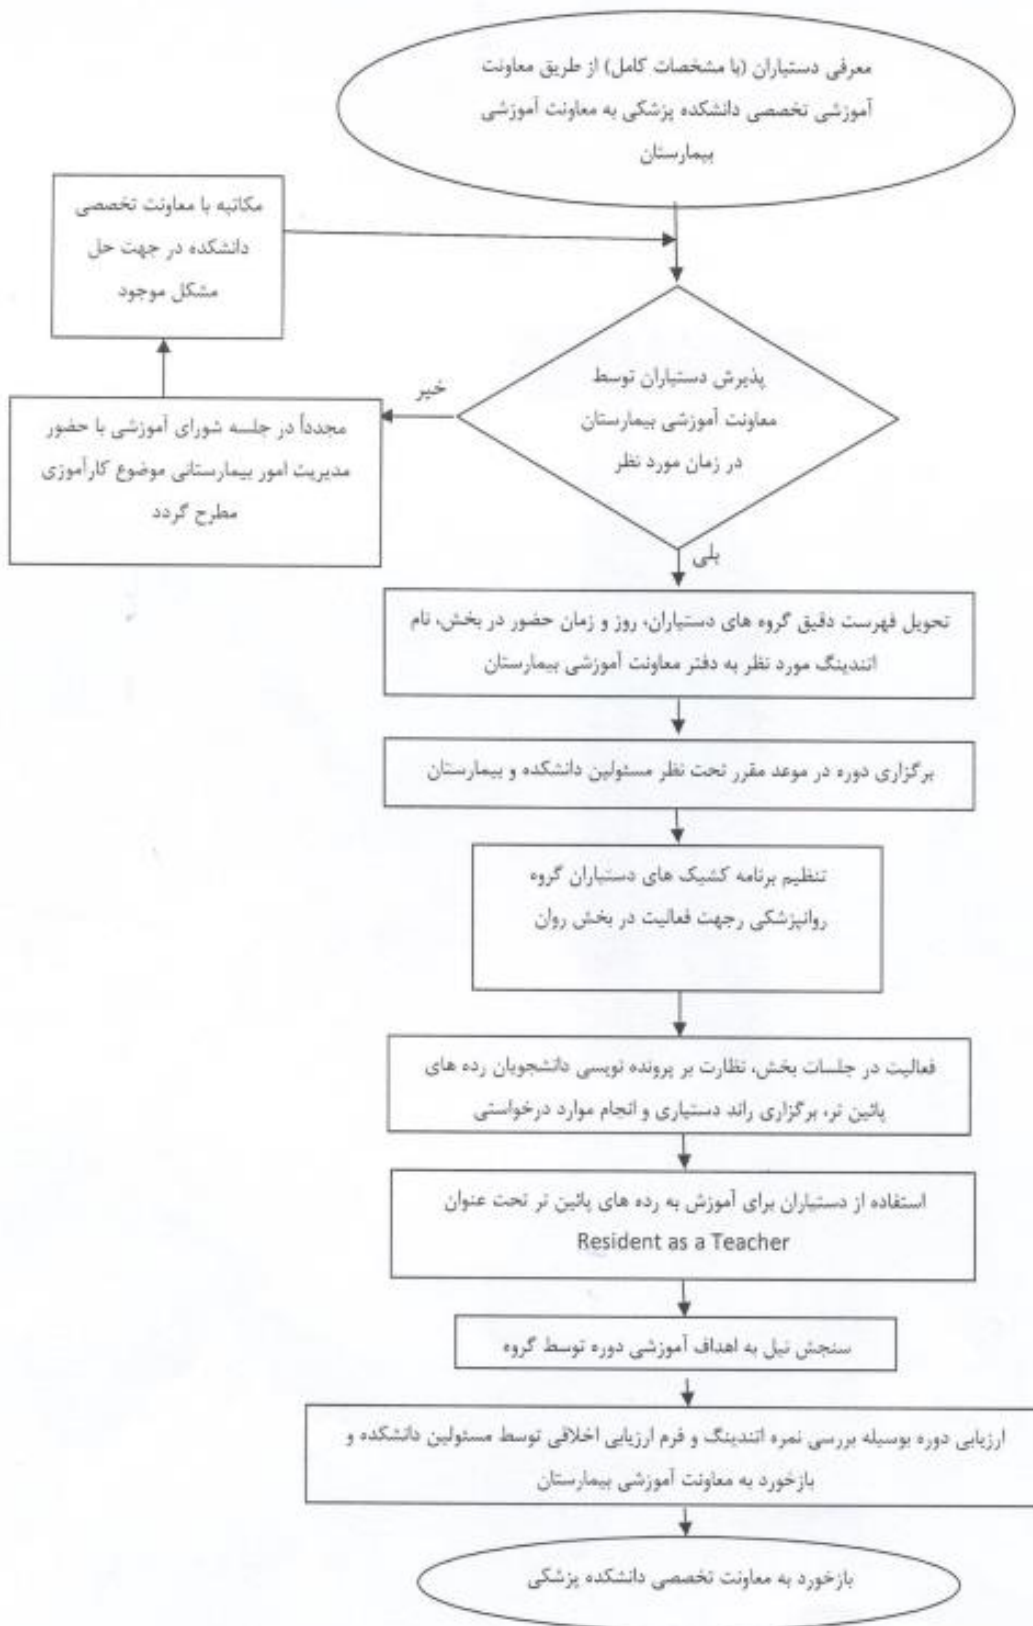 معرفی دستیاران (با مشخصات کامل) از طریق معاونت
آموزشی تخصصی دانشکده پزشکی به معاونت آموزشی
بیمارستان
مکاتبه با معاونت تخصصی
دانشکده در جهت حل
مشکل موجود
پذیرش دستیاران توسط
معاونت آموزشی بیمارستان
در زمان مورد نظر
خیر
مجدداً در جلسه شورای آموزشی با حضور
مدیریت امور بیمارستانی موضوع کارآموزی
مطرح گردد
بلی
تحویل فهرست دقیق گروه های دستیاران، روز و زمان حضور در بخش، نام
اتندینگ مورد نظر به دفتر معاونت آموزشی بیمارستان
برگزاری دوره در موعد مقرر تحت نظر مسئولین دانشکده و بیمارستان
تنظیم برنامه کشیک های دستیاران گروه
روانپزشکی رجهت فعالیت در بخش روان
فعالیت در جلسات بخش، نظارت بر پرونده نویسی دانشجویان رده های
پائین تر، برگزاری راند دستیاری و انجام موارد درخواستی
استفاده از دستیاران برای آموزش به رده های پائین تر تحت عنوان
Resident as a Teacher
سنجش نیل به اهداف آموزشی دوره توسط گروه
ارزیابی دوره بوسیله بررسی نمره اتندینگ و فرم ارزیابی اخلاقی توسط مسئولین دانشکده و
بازخورد به معاونت آموزشی بیمارستان
بازخورد به معاونت تخصصی دانشکده پزشکی